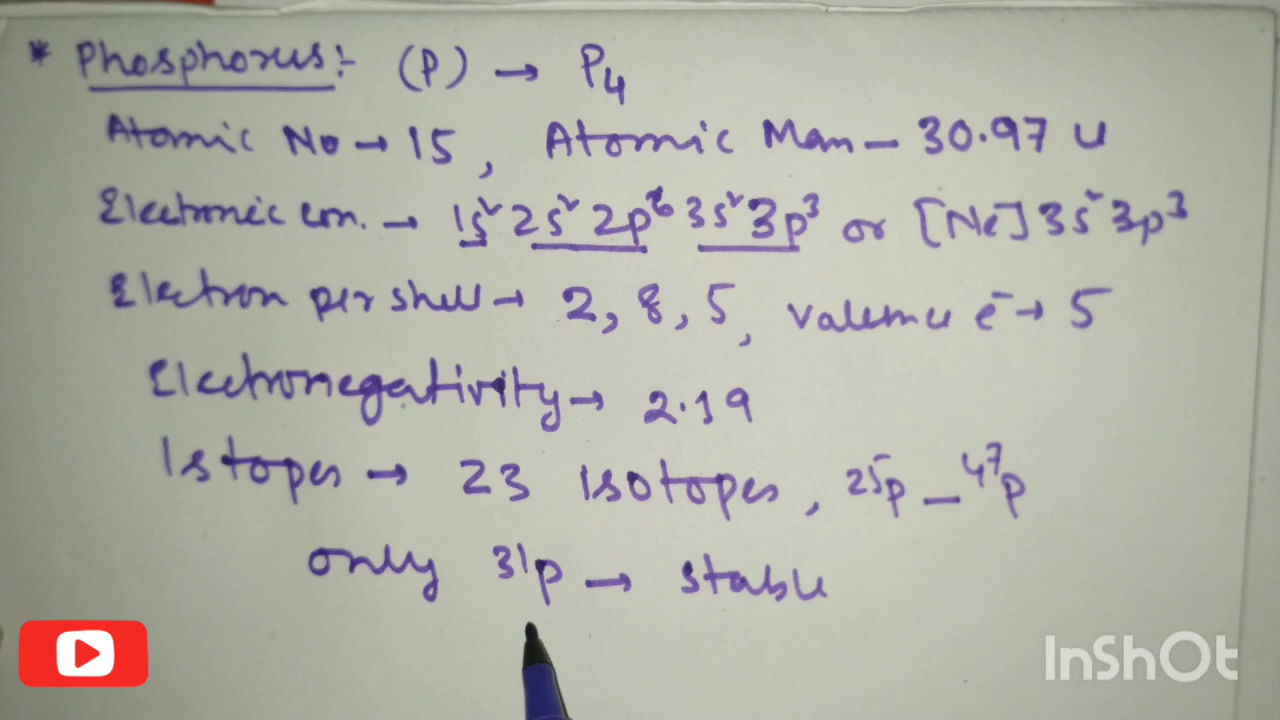 * Phosphorus:- (P) → P₄
Atomic No → 15, Atomic Mass – 30.97 u
Electronic con. → 1s² 2s² 2p⁶ 3s² 3p³ or [Ne] 3s² 3p³
Electron per shell → 2, 8, 5, Valence e⁻ → 5
Electronegativity → 2.19
Istopes → 23 isotopes, ²⁵p – ⁴⁷p
only ³¹p → stable
InShOt